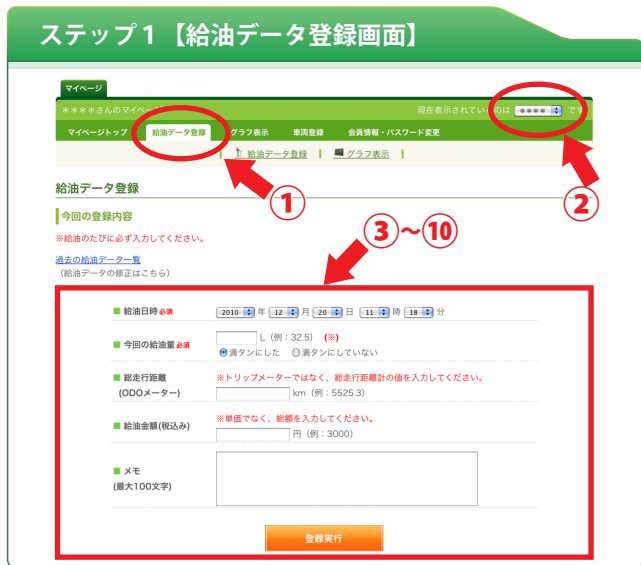 ステップ1【給油データ登録画面】
マイページ
****さんのマイページ 現在表示されているのは **** です
マイページトップ 給油データ登録 グラフ表示 車両登録 会員情報・パスワード変更
給油データ登録 | グラフ表示 |
① ②
給油データ登録
今回の登録内容
※給油のたびに必ず入力してください。
③～⑩
過去の給油データ一覧
(給油データの修正はこちら)
■ 給油日時必須 2010 年 12 月 20 日 11 時 18 分
■ 今回の給油量必須 L (例：32.5) (※)
満タンにした 満タンにしていない
■ 総走行距離 ※トリップメーターではなく、総走行距離計の値を入力してください。
(ODOメーター) km (例：5525.3)
■ 給油金額(税込み) ※単価でなく、総額を入力してください。
円 (例：3000)
■ メモ
(最大100文字)
登録実行